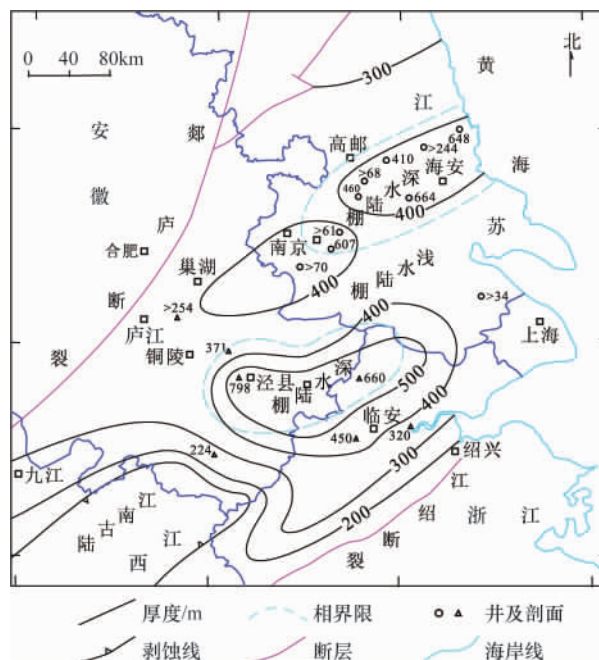 0 40 80km
北
黄
海
300
江
苏
安
徽
郯
庐
断
裂
高邮
648
>244
410
海安
>68
460
664
深水陆棚
400
>61
南京
607
>70
400
合肥
巢湖
浅水陆棚
>254
庐江
铜陵
>34
上海
371
400
500
400
798
泾县
660
深水陆棚
临安
450
320
绍兴
224
300
200
九江
江南古陆
江
西
江
绍
断
裂
浙
江
厚度/m 相界限 井及剖面
剥蚀线 断层 海岸线